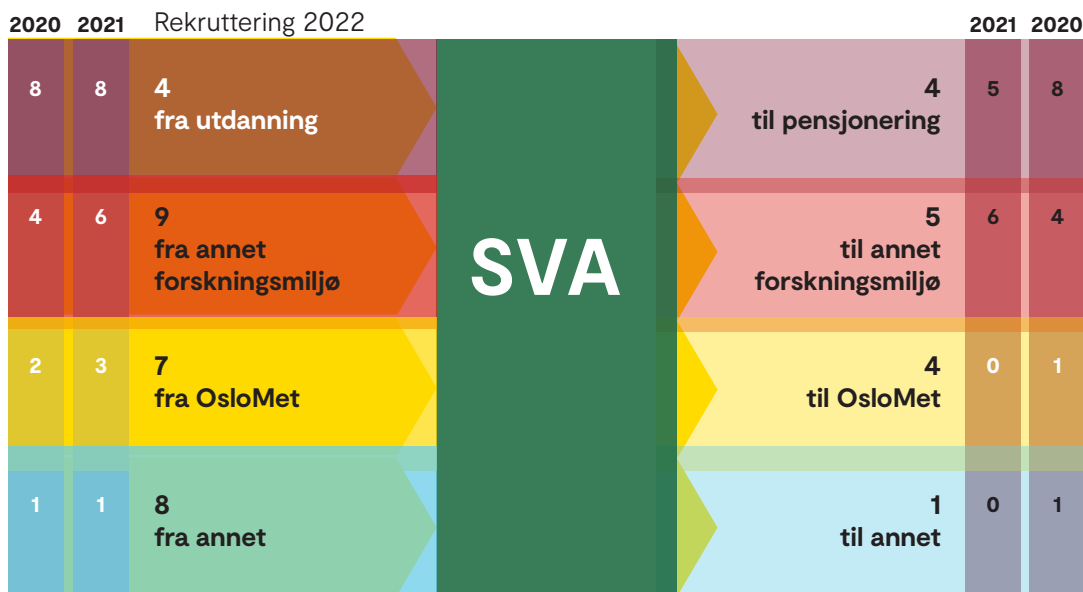 2020 2021 Rekruttering 2022 2021 2020
8 8 4
fra utdanning
4 5 8
til pensjonering
4 6 9
fra annet
forskningsmiljø
5 6 4
til annet
forskningsmiljø
SVA
2 3 7
fra OsloMet
4 0 1
til OsloMet
1 1 8
fra annet
1 0 1
til annet